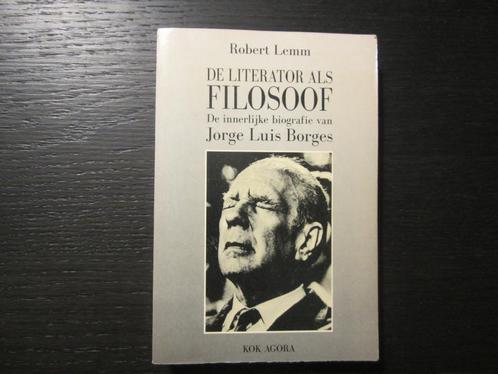 Robert Lemm
DE LITERATOR ALS
FILOSOOF
De innerlijke biografie van
Jorge Luis Borges
KOK AGORA